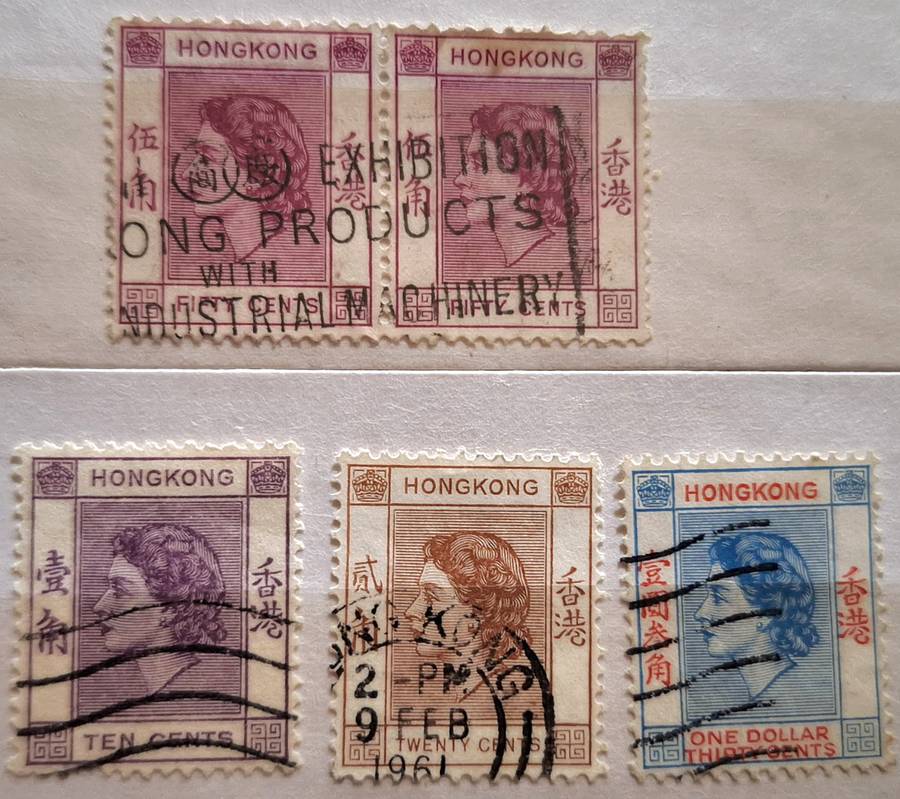 HONGKONG
HONGKONG
伍角
香港
伍角
香港
EXHIBITION
ONG PRODUCTS
WITH
INDUSTRIAL MACHINERY
FIFTY CENTS
FIFTY CENTS
HONGKONG
壹角
香港
TEN CENTS
HONGKONG
貳角
香港
KONG
2 - PM
9 FEB
1961
TWENTY CENTS
HONGKONG
壹圓叁角
香港
ONE DOLLAR
THIRTY CENTS